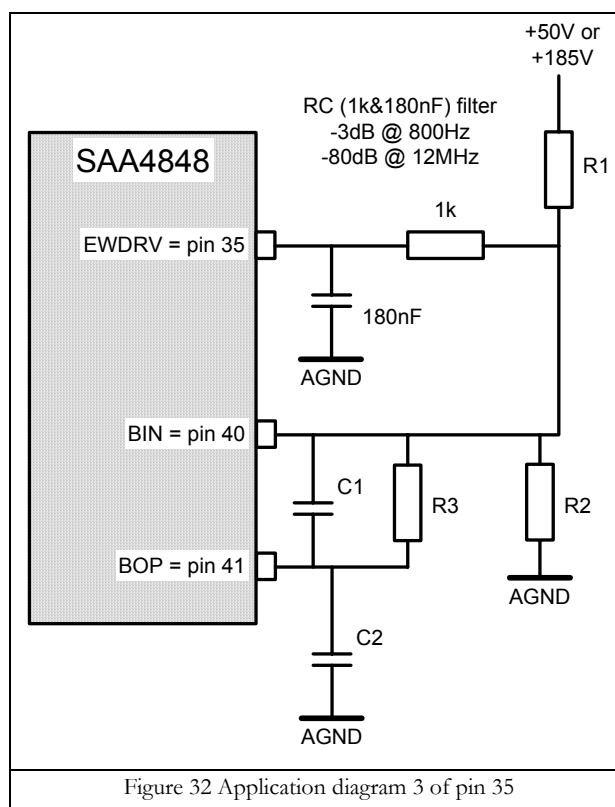 +50V or
+185V
RC (1k&180nF) filter
-3dB @ 800Hz
-80dB @ 12MHz
SAA4848
R1
1k
EWDRV = pin 35
180nF
AGND
BIN = pin 40
C1
R3
R2
BOP = pin 41
AGND
C2
AGND
Figure 32 Application diagram 3 of pin 35